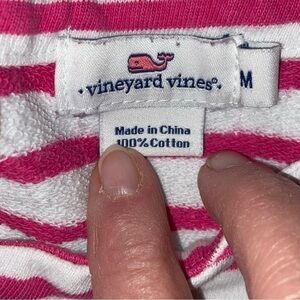 · vineyard vines® ·
M
Made in China
100% Cotton